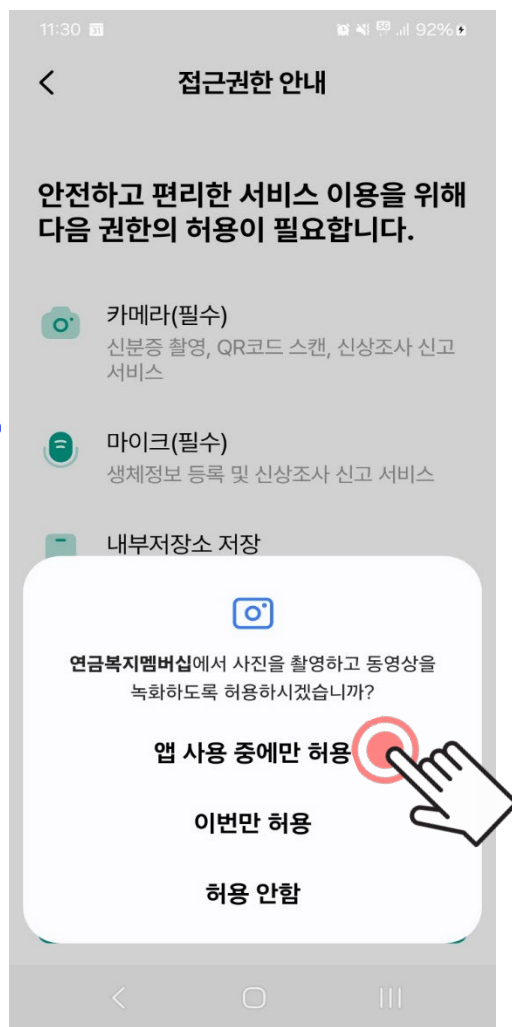 11:30 31
5G 92%
접근권한 안내
안전하고 편리한 서비스 이용을 위해
다음 권한의 허용이 필요합니다.
카메라(필수)
신분증 촬영, QR코드 스캔, 신상조사 신고
서비스
마이크(필수)
생체정보 등록 및 신상조사 신고 서비스
내부저장소 저장
연금복지멤버십에서 사진을 촬영하고 동영상을
녹화하도록 허용하시겠습니까?
앱 사용 중에만 허용
이번만 허용
허용 안함